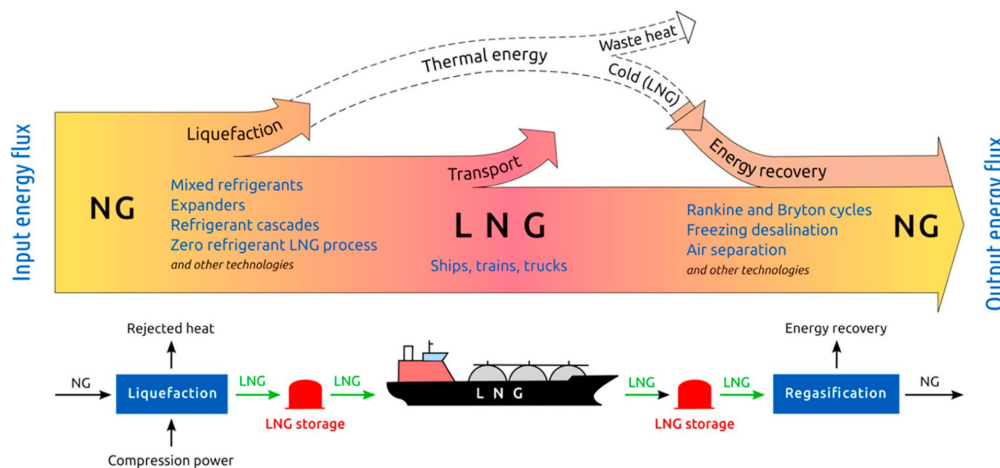 Waste heat
Thermal energy
Cold (LNG)
Liquefaction
Transport
Energy recovery
Input energy flux
NG
Mixed refrigerants
Expanders
Refrigerant cascades
Zero refrigerant LNG process
and other technologies
LNG
Ships, trains, trucks
Rankine and Bryton cycles
Freezing desalination
Air separation
and other technologies
NG
Output energy flux
Rejected heat
Energy recovery
NG
Liquefaction
LNG
LNG
LNG
LNG
LNG
Regasification
NG
LNG storage
LNG storage
Compression power